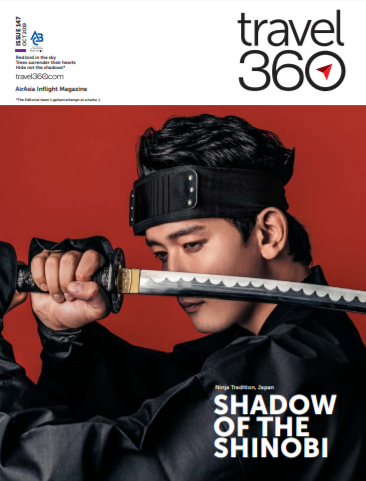 ISSUE 147
OCT 2019
travel
360
Red bird in the sky
Trees surrender their hearts
Hide not the shadows*
travel360.com
AirAsia Inflight Magazine
*The Editorial team's gallant attempt at a haiku ;)
Ninja Tradition, Japan
SHADOW
OF THE
SHINOBI